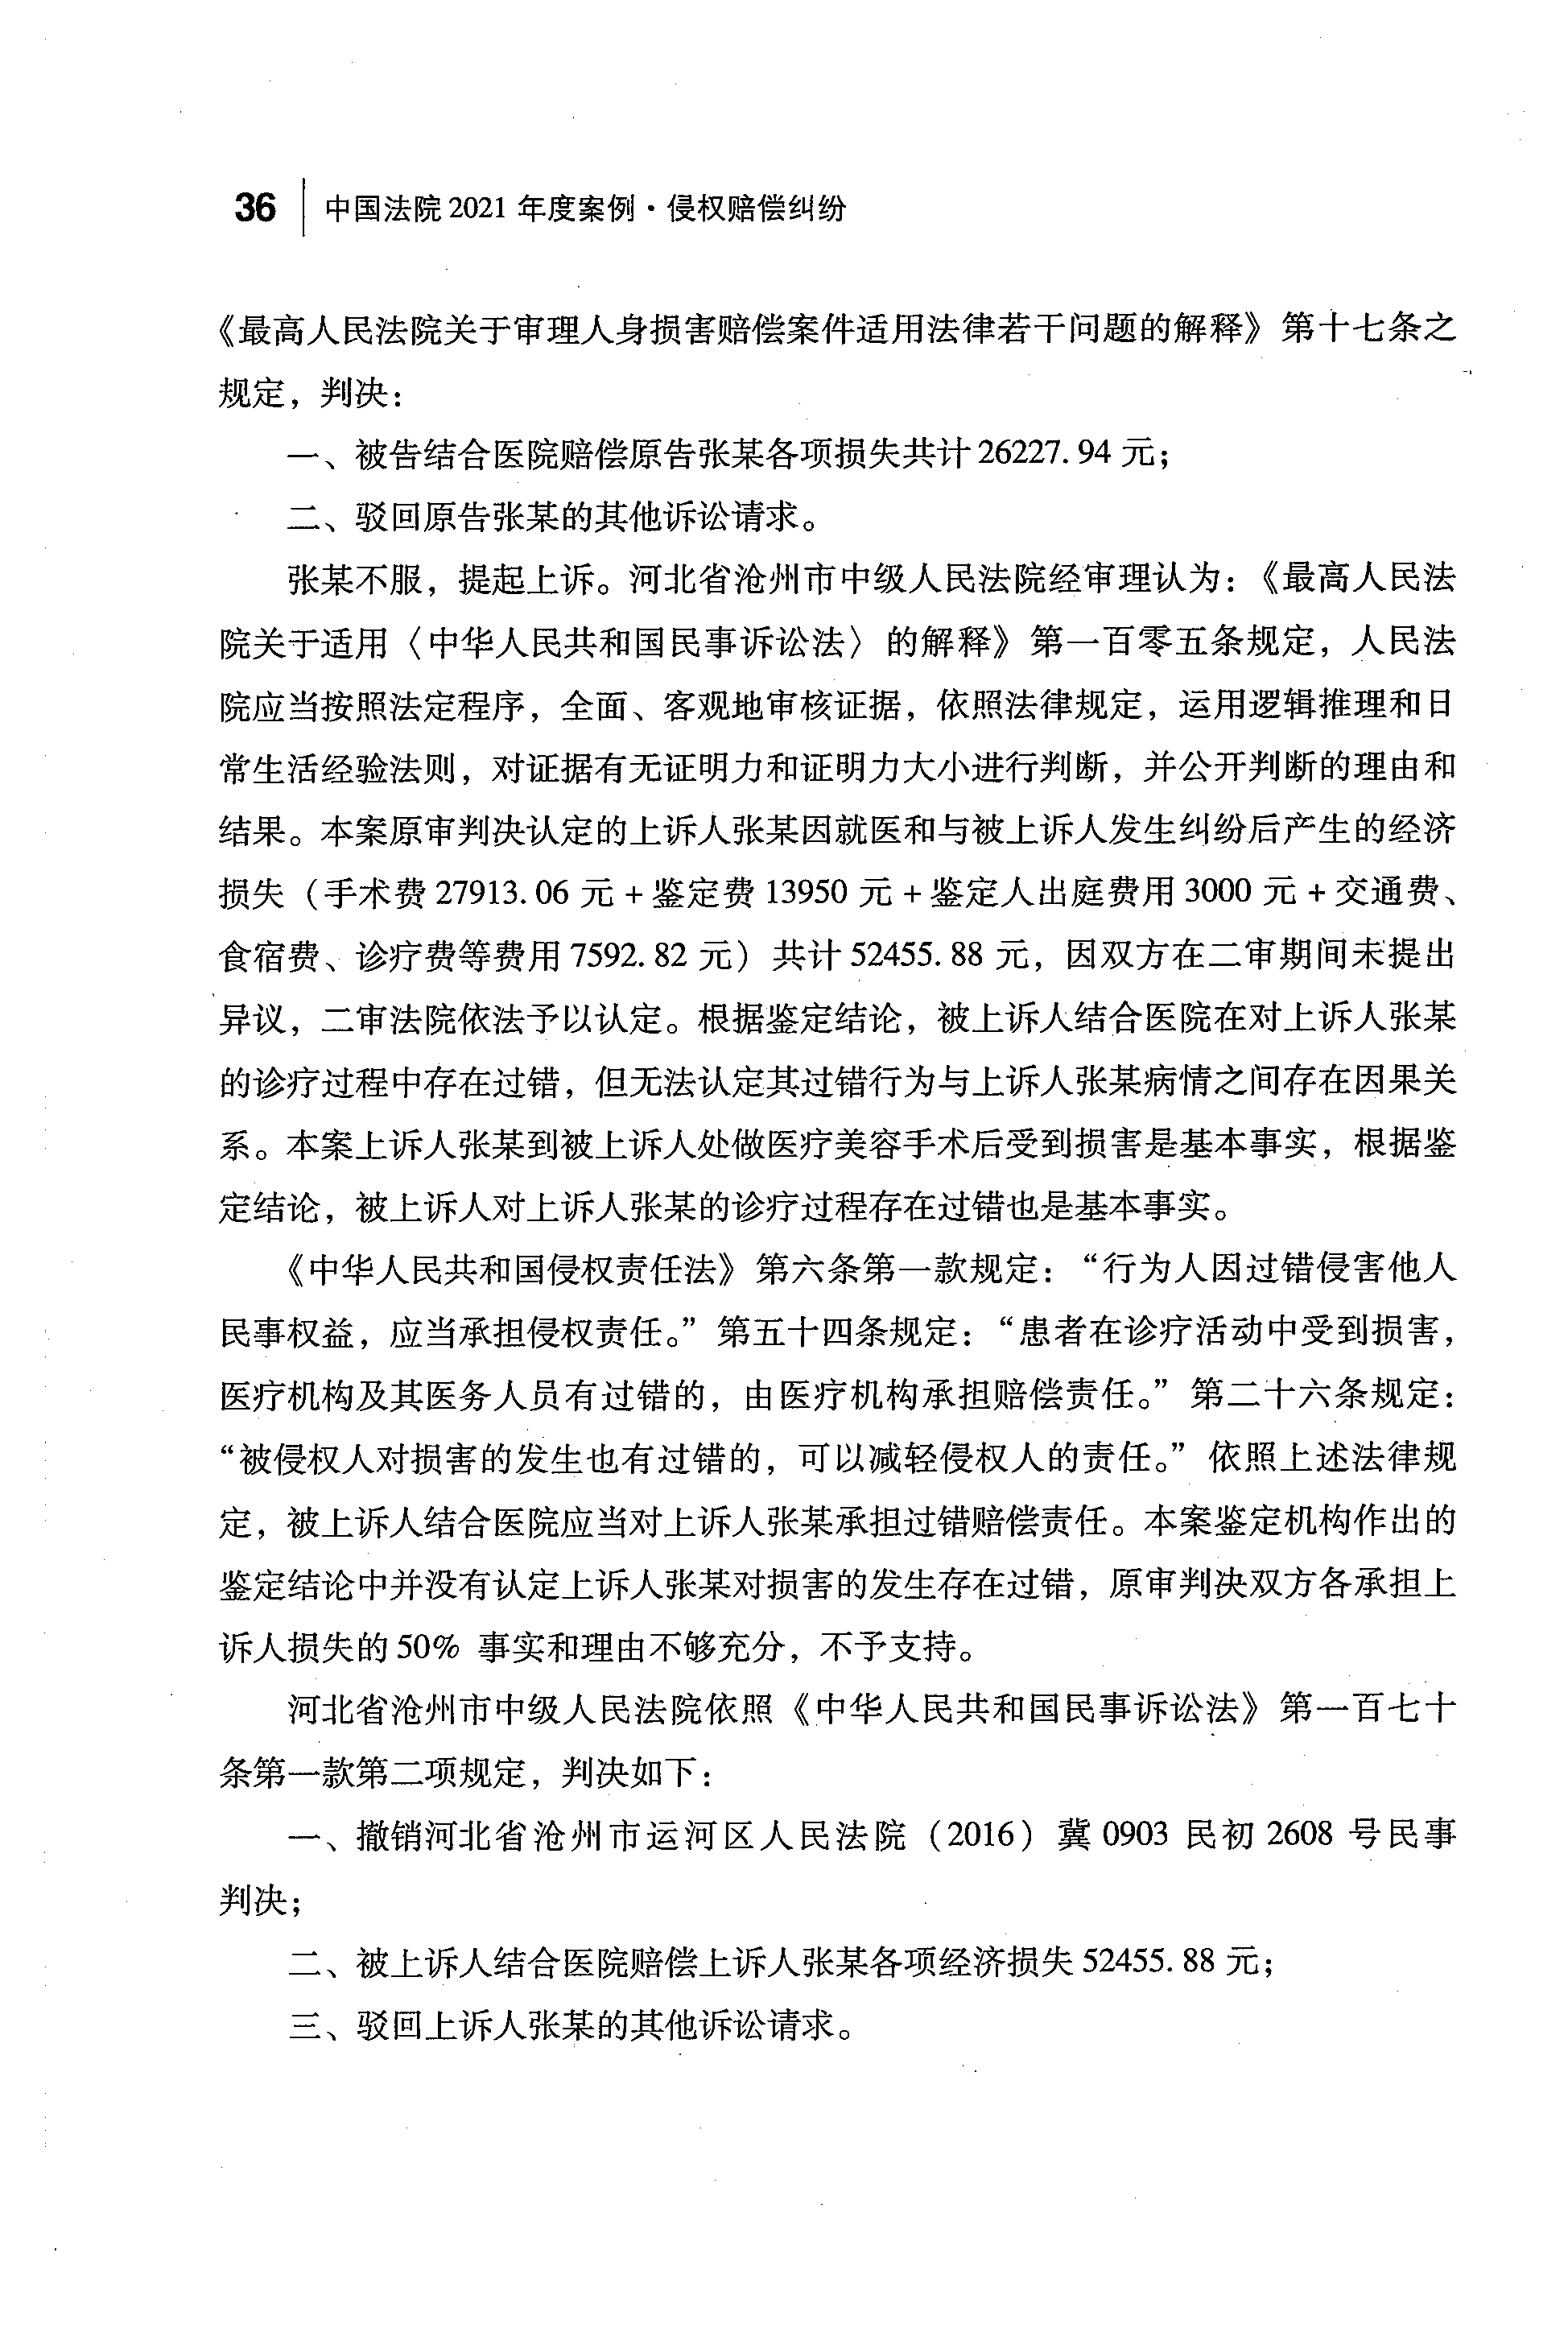 36 中国法院2021年度案例·侵权赔偿纠纷
《最高人民法院关于审理人身损害赔偿案件适用法律若干问题的解释》第十七条之
规定，判决：
一、被告结合医院赔偿原告张某各项损失共计26227.94元；
二、驳回原告张某的其他诉讼请求。
张某不服，提起上诉。河北省沧州市中级人民法院经审理认为：《最高人民法
院关于适用〈中华人民共和国民事诉讼法〉的解释》第一百零五条规定，人民法
院应当按照法定程序，全面、客观地审核证据，依照法律规定，运用逻辑推理和日
常生活经验法则，对证据有无证明力和证明力大小进行判断，并公开判断的理由和
结果。本案原审判决认定的上诉人张某因就医和与被上诉人发生纠纷后产生的经济
损失（手术费27913.06元+鉴定费13950元+鉴定人出庭费用3000元+交通费、
食宿费、诊疗费等费用7592.82元）共计52455.88元，因双方在二审期间未提出
异议，二审法院依法予以认定。根据鉴定结论，被上诉人结合医院在对上诉人张某
的诊疗过程中存在过错，但无法认定其过错行为与上诉人张某病情之间存在因果关
系。本案上诉人张某到被上诉人处做医疗美容手术后受到损害是基本事实，根据鉴
定结论，被上诉人对上诉人张某的诊疗过程存在过错也是基本事实。
《中华人民共和国侵权责任法》第六条第一款规定：“行为人因过错侵害他人
民事权益，应当承担侵权责任。”第五十四条规定：“患者在诊疗活动中受到损害，
医疗机构及其医务人员有过错的，由医疗机构承担赔偿责任。”第二十六条规定：
“被侵权人对损害的发生也有过错的，可以减轻侵权人的责任。”依照上述法律规
定，被上诉人结合医院应当对上诉人张某承担过错赔偿责任。本案鉴定机构作出的
鉴定结论中并没有认定上诉人张某对损害的发生存在过错，原审判决双方各承担上
诉人损失的50%事实和理由不够充分，不予支持。
河北省沧州市中级人民法院依照《中华人民共和国民事诉讼法》第一百七十
条第一款第二项规定，判决如下：
一、撤销河北省沧州市运河区人民法院（2016）冀0903民初2608号民事
判决；
二、被上诉人结合医院赔偿上诉人张某各项经济损失52455.88元；
三、驳回上诉人张某的其他诉讼请求。